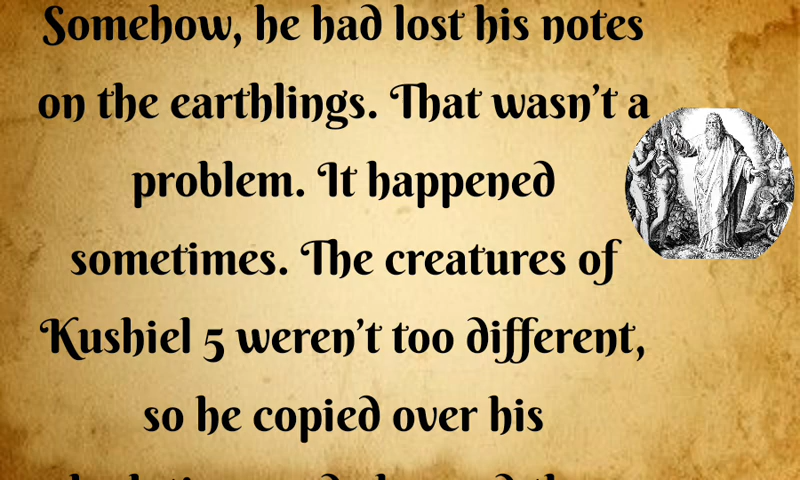 Somehow, he had lost his notes
on the earthlings. That wasn't a
problem. It happened
sometimes. The creatures of
Kushiel 5 weren't too different,
so he copied over his